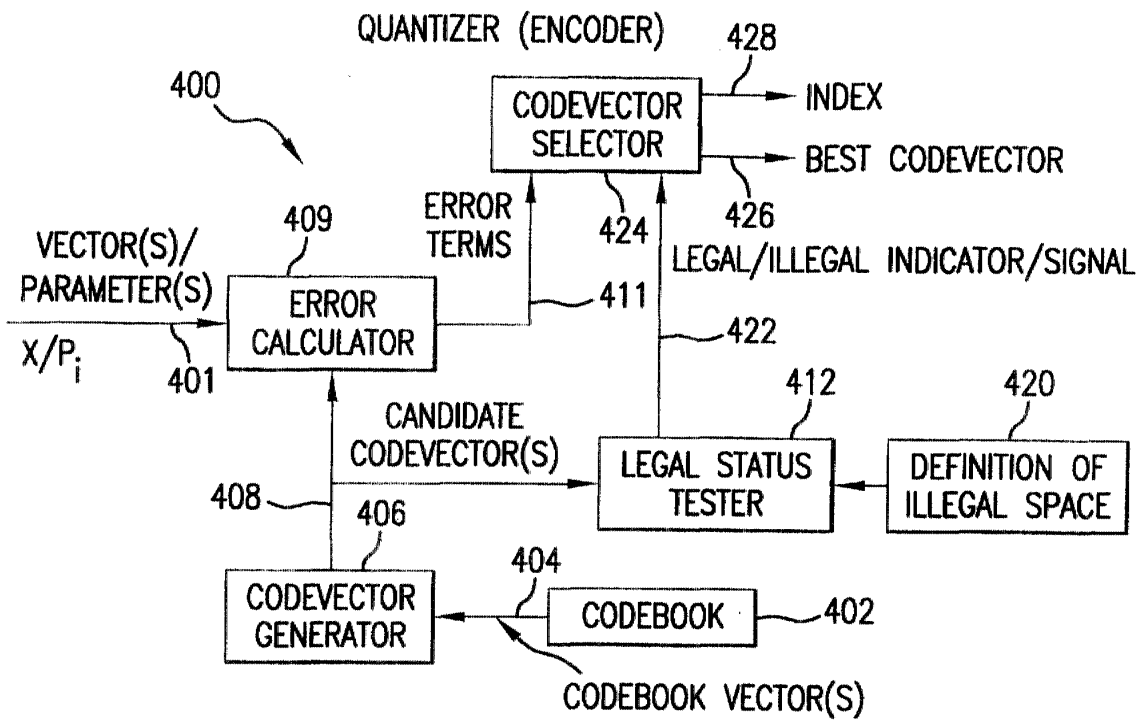 QUANTIZER (ENCODER)
428
400
CODEVECTOR
SELECTOR
INDEX
BEST CODEVECTOR
409
ERROR
TERMS
424
426
VECTOR(S)/
PARAMETER(S)
LEGAL/ILLEGAL INDICATOR/SIGNAL
ERROR
CALCULATOR
411
X/Pi
401
422
412
420
CANDIDATE
CODEVECTOR(S)
LEGAL STATUS
TESTER
DEFINITION OF
ILLEGAL SPACE
408
406
404
CODEVECTOR
GENERATOR
CODEBOOK
402
CODEBOOK VECTOR(S)